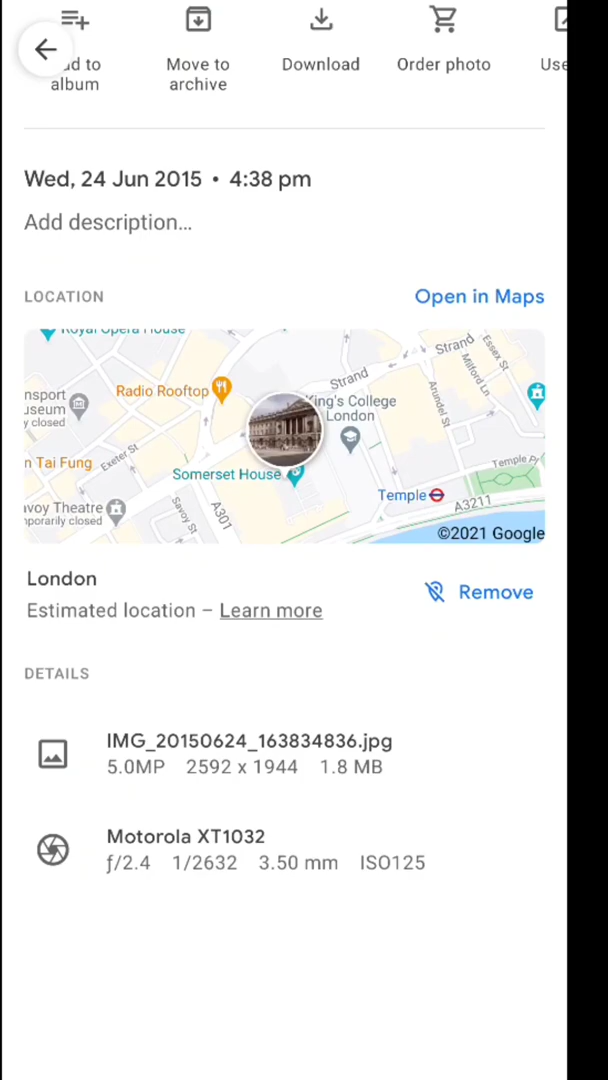 Add to album
Move to archive
Download
Order photo
Use
Wed, 24 Jun 2015 • 4:38 pm
Add description...
LOCATION
Open in Maps
Royal Opera House
Strand
Essex St
Milford Ln
Radio Rooftop
Strand
King's College
London
Arundel St
nsport
useum
y closed
Exeter St
n Tai Fung
Somerset House
Temple
avoy Theatre
nporarily closed
Savoy St
A301
A3211
©2021 Google
London
Estimated location – Learn more
Remove
DETAILS
IMG_20150624_163834836.jpg
5.0MP 2592 x 1944 1.8 MB
Motorola XT1032
ƒ/2.4 1/2632 3.50 mm ISO125